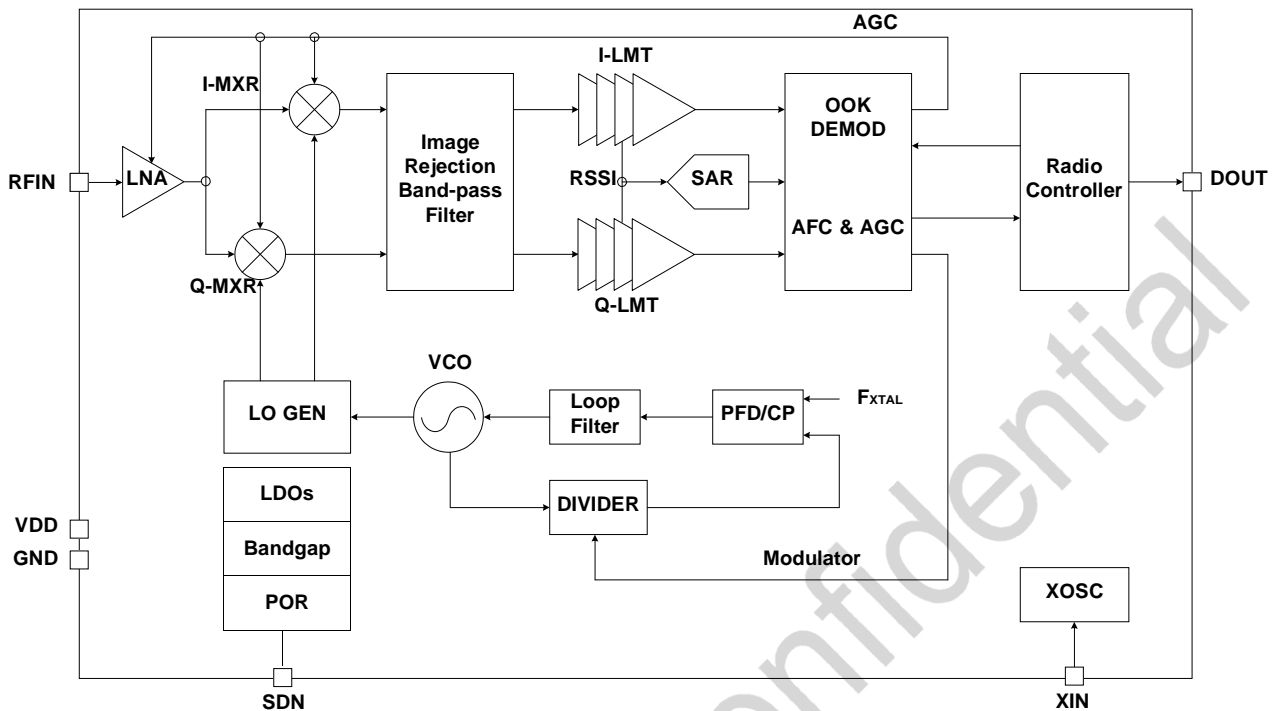 AGC
I-LMT
I-MXR
OOK
DEMOD
Image
Rejection
Band-pass
Filter
Radio
Controller
RFIN
LNA
RSSI
SAR
DOUT
AFC & AGC
Q-MXR
Q-LMT
VCO
LO GEN
Loop
Filter
PFD/CP
FXTAL
LDOs
DIVIDER
VDD
GND
Bandgap
Modulator
POR
XOSC
SDN
XIN